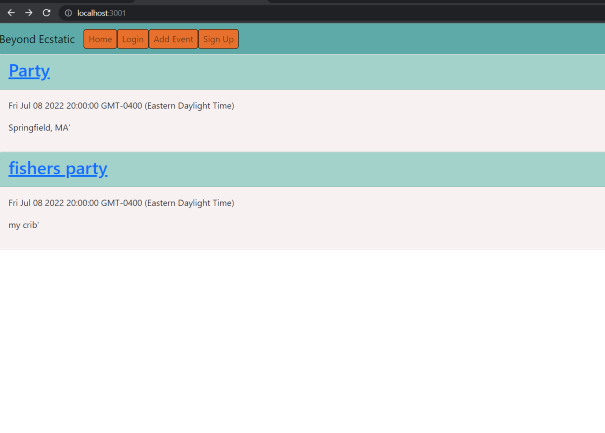 localhost:3001
Beyond Ecstatic Home Login Add Event Sign Up
Party
Fri Jul 08 2022 20:00:00 GMT-0400 (Eastern Daylight Time)
Springfield, MA'
fishers party
Fri Jul 08 2022 20:00:00 GMT-0400 (Eastern Daylight Time)
my crib'